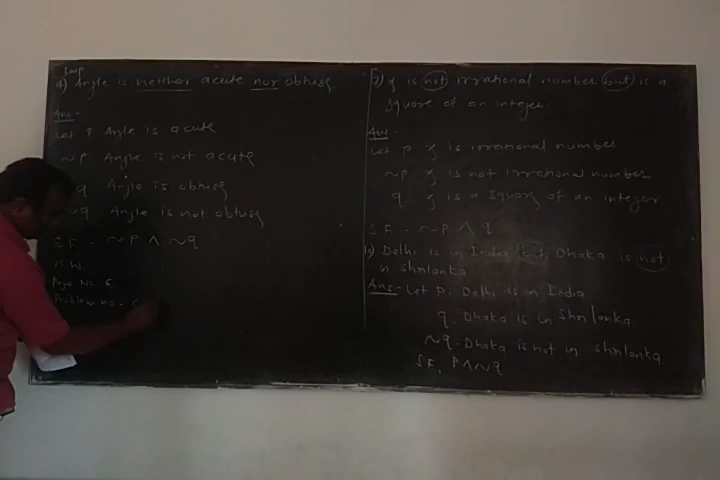 Imp
4) Angle is neither acute nor obtuse.
Ans -
Let P Angle is acute
~P Angle is not acute
q Angle is obtuse
~q Angle is not obtuse
S.F. - ~P ∧ ~q
H.W
Page No. 6
Problem no -
7) x is not irrational number but is a
square of an integer.
Ans -
Let P x is irrational number
~P x is not irrational number
q x is a square of an integer
S.F. - ~P ∧ q
10) Delhi is in India but, Dhaka is not
in Shrilanka
Ans - Let P. Delhi is in India
q. Dhaka is in Shrilanka.
~q. Dhaka is not in Shrilanka
S.F. P∧~q